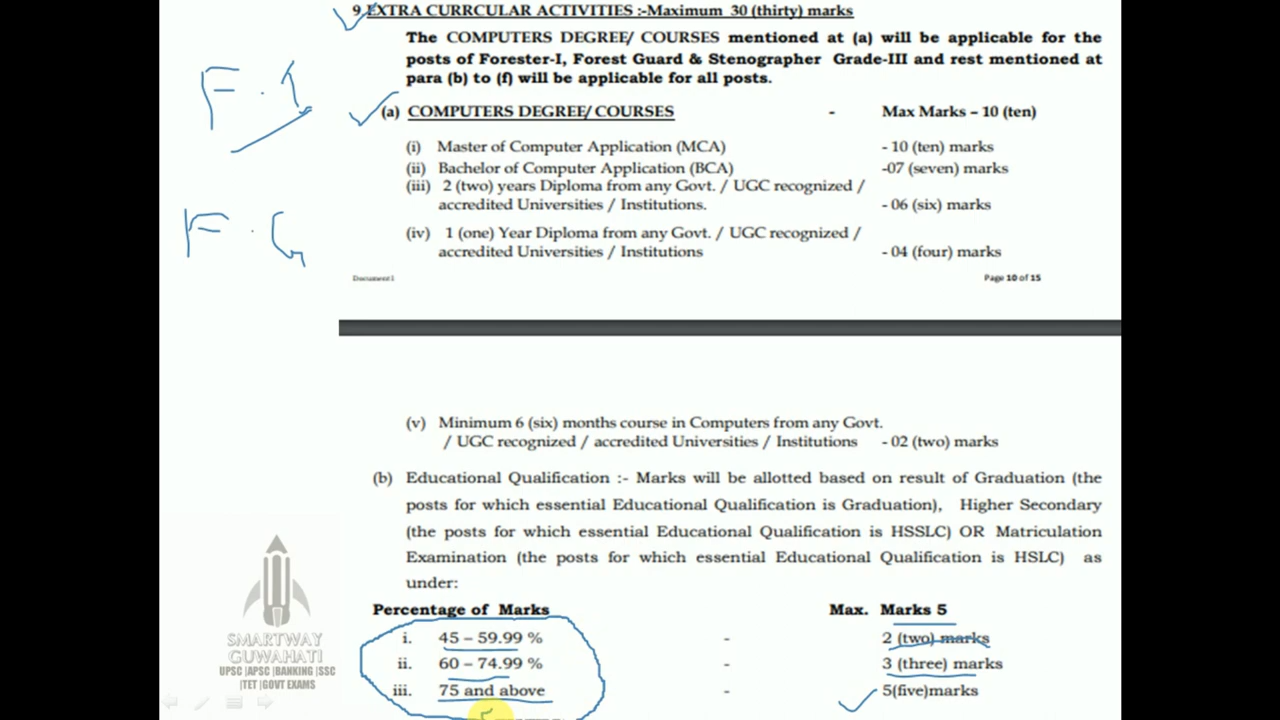 9 EXTRA CURRCULAR ACTIVITIES :-Maximum 30 (thirty) marks
The COMPUTERS DEGREE/ COURSES mentioned at (a) will be applicable for the
posts of Forester-I, Forest Guard & Stenographer Grade-III and rest mentioned at
para (b) to (f) will be applicable for all posts.
F.1
(a) COMPUTERS DEGREE/COURSES - Max Marks – 10 (ten)
(i) Master of Computer Application (MCA) - 10 (ten) marks
(ii) Bachelor of Computer Application (BCA) -07 (seven) marks
(iii) 2 (two) years Diploma from any Govt. / UGC recognized /
accredited Universities / Institutions. - 06 (six) marks
F.G
(iv) 1 (one) Year Diploma from any Govt. / UGC recognized /
accredited Universities / Institutions - 04 (four) marks
Document1 Page 10 of 15
(v) Minimum 6 (six) months course in Computers from any Govt.
/ UGC recognized / accredited Universities / Institutions - 02 (two) marks
(b) Educational Qualification :- Marks will be allotted based on result of Graduation (the
posts for which essential Educational Qualification is Graduation), Higher Secondary
(the posts for which essential Educational Qualification is HSSLC) OR Matriculation
Examination (the posts for which essential Educational Qualification is HSLC) as
under:
Percentage of Marks Max. Marks 5
i. 45 – 59.99 % - 2 (two) marks
ii. 60 – 74.99 % - 3 (three) marks
iii. 75 and above - 5(five)marks
SMARTWAY
GUWAHATI
UPSC |APSC |BANKING |SSC
|TET |GOVT EXAMS